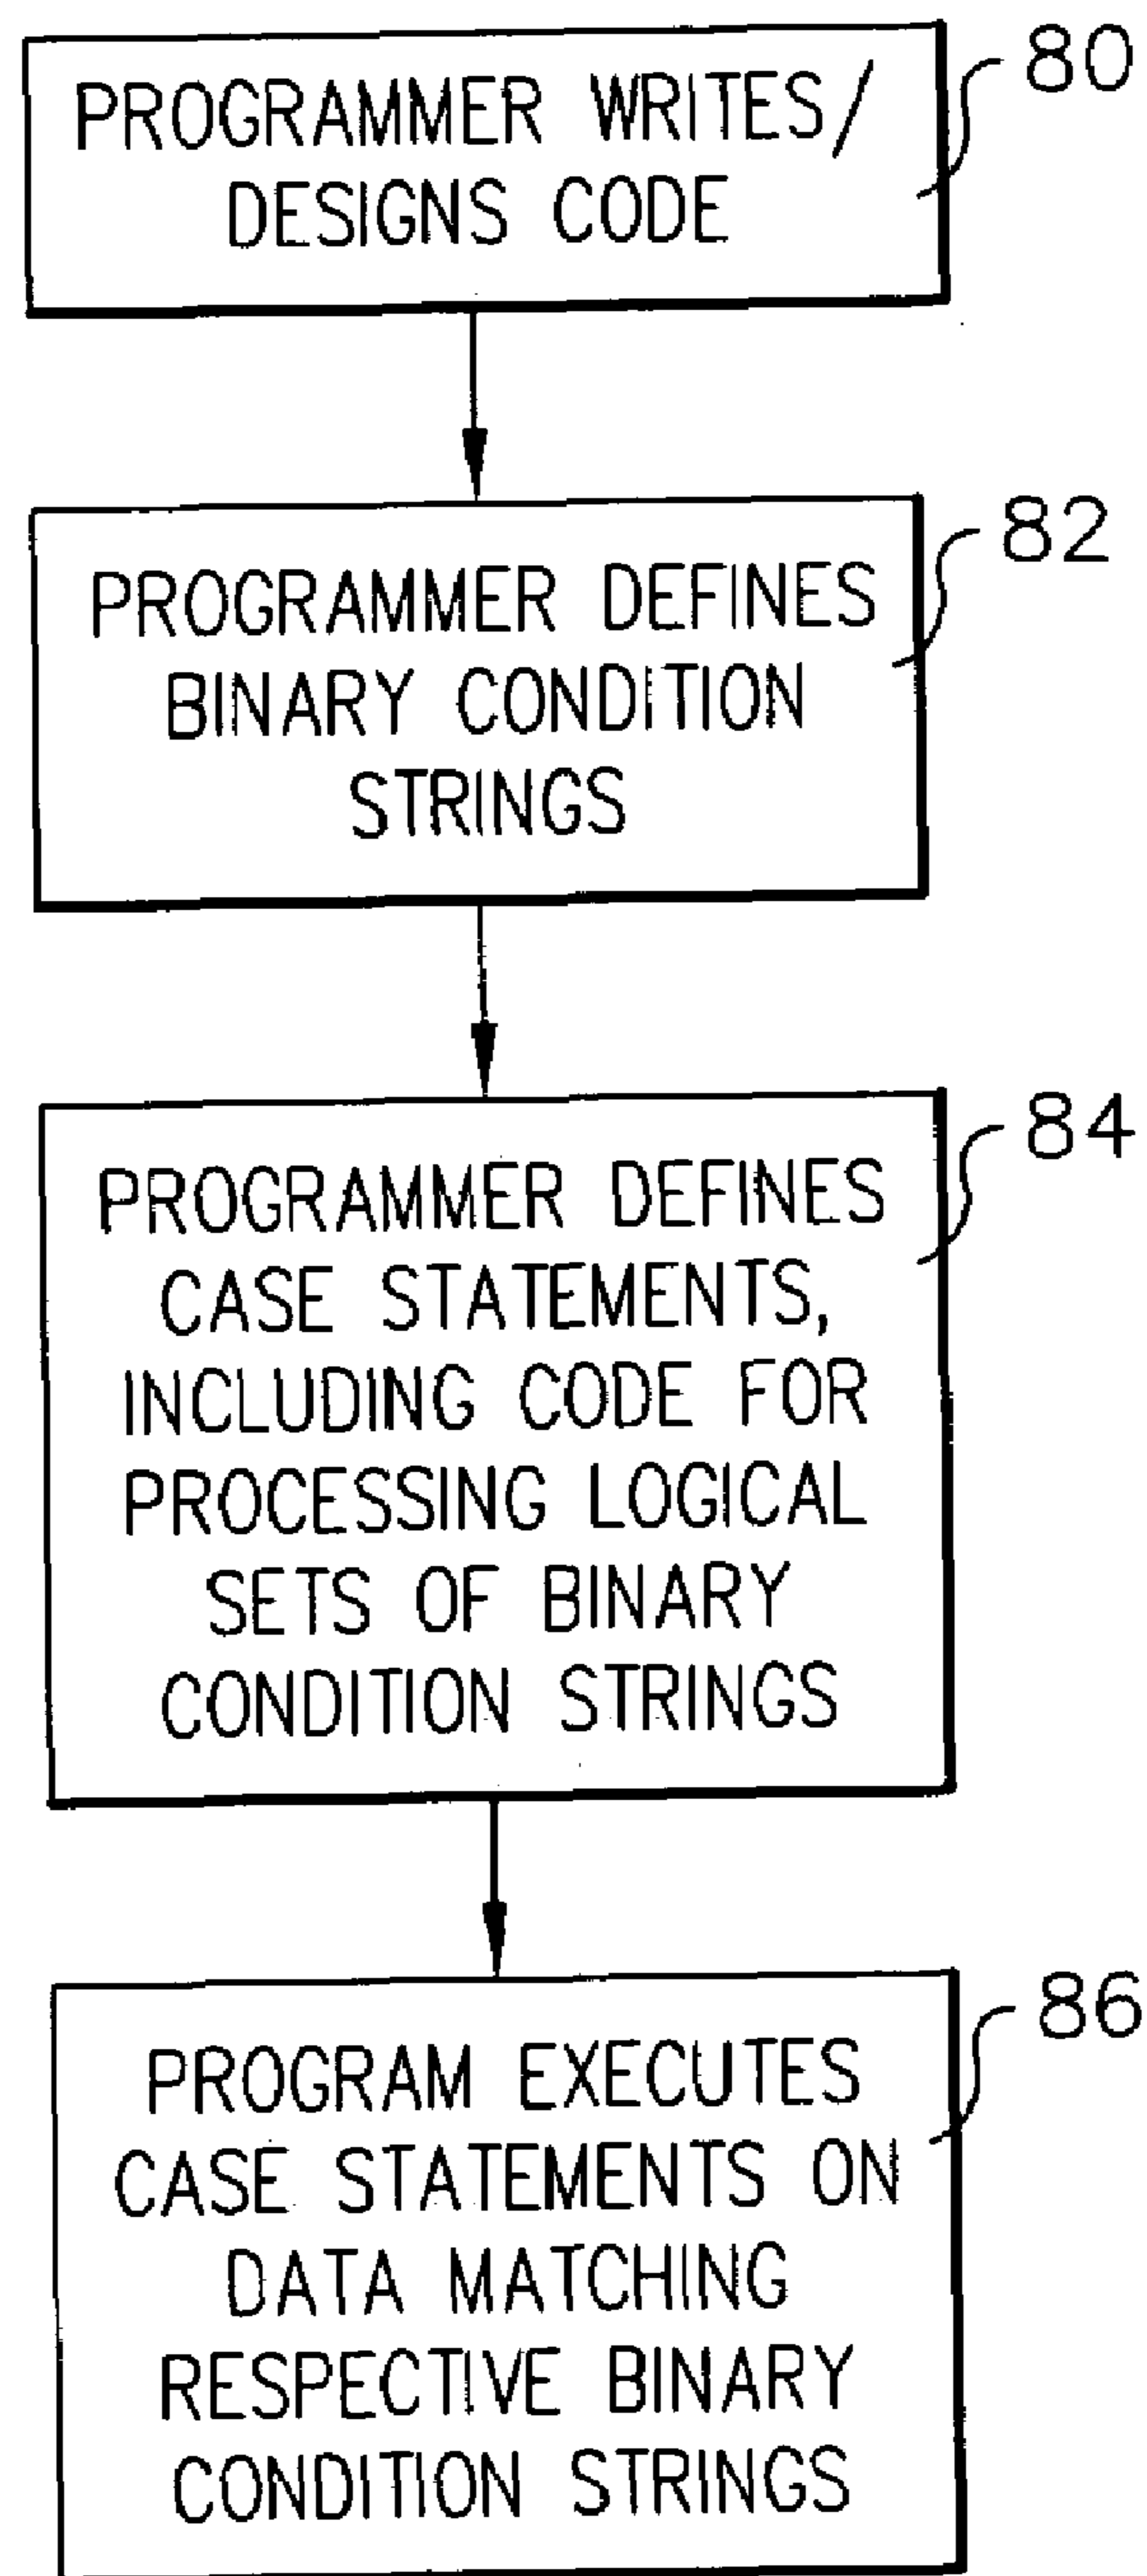 PROGRAMMER WRITES/
DESIGNS CODE
80
PROGRAMMER DEFINES
BINARY CONDITION
STRINGS
82
PROGRAMMER DEFINES
CASE STATEMENTS,
INCLUDING CODE FOR
PROCESSING LOGICAL
SETS OF BINARY
CONDITION STRINGS
84
PROGRAM EXECUTES
CASE STATEMENTS ON
DATA MATCHING
RESPECTIVE BINARY
CONDITION STRINGS
86